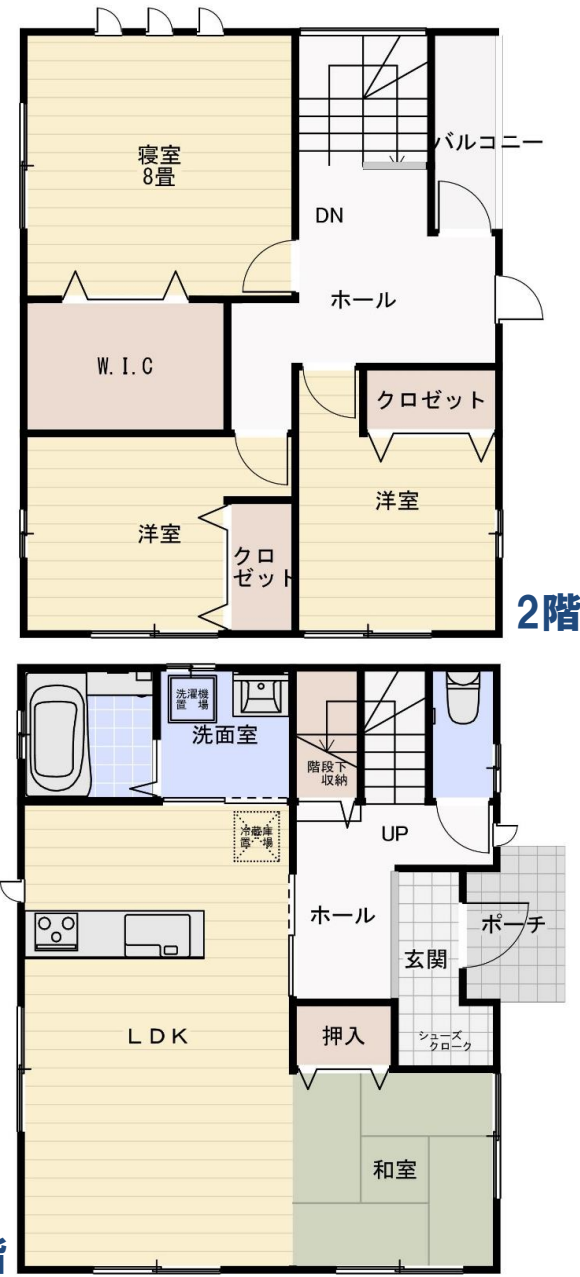 寝室
8畳
バルコニー
DN
ホール
W.I.C
クロゼット
洋室
洋室
クロ
ゼット
2階
洗濯機
置場
洗面室
階段下
収納
冷蔵庫
置場
UP
ホール
ポーチ
玄関
シューズ
クローク
LDK
押入
和室
階